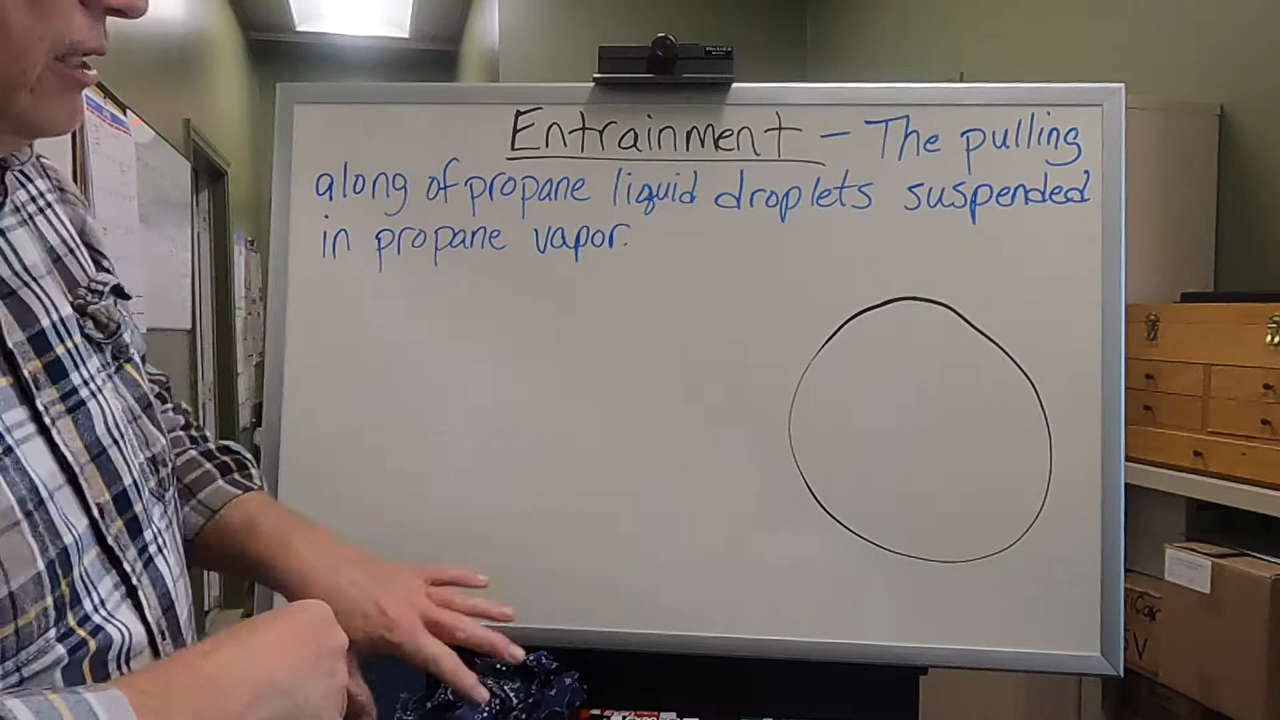 Entrainment - The pulling
along of propane liquid droplets suspended
in propane vapor.